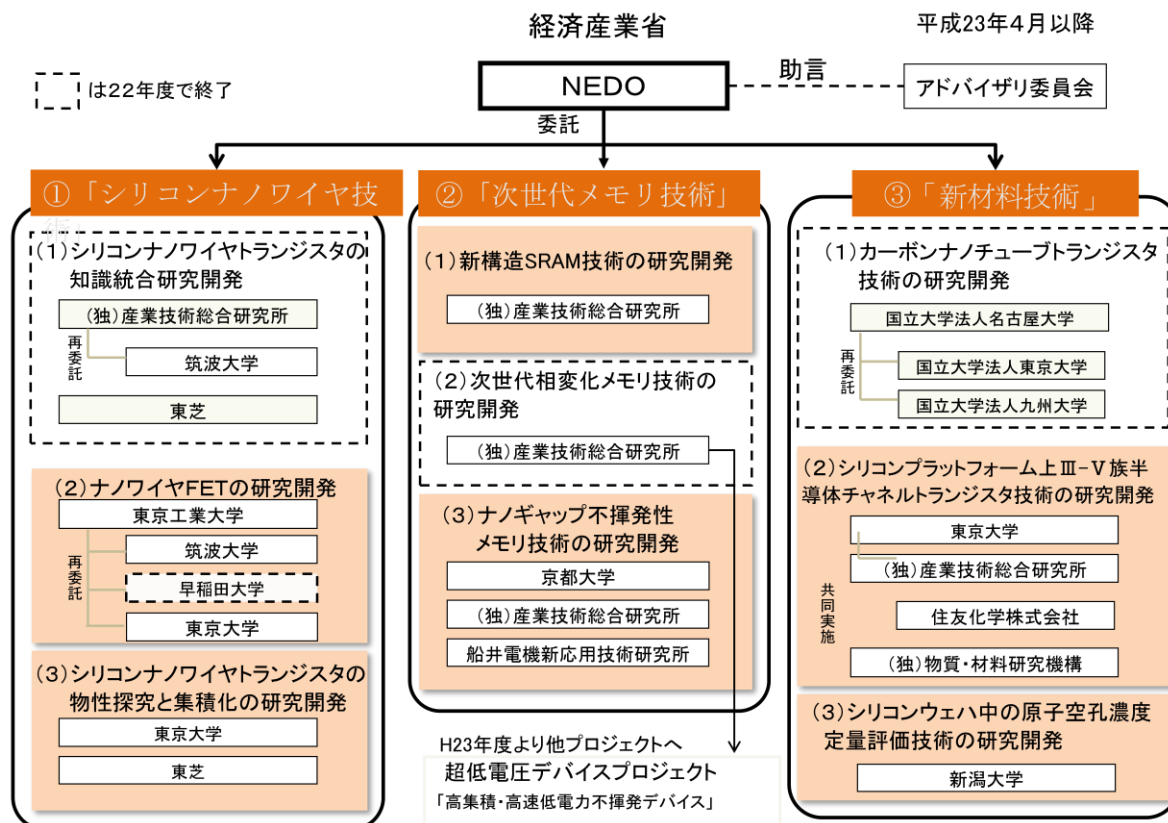 経済産業省
平成23年4月以降
は22年度で終了
NEDO
助言
アドバイザリ委員会
委託
①「シリコンナノワイヤ技
術」
(1)シリコンナノワイヤトランジスタの
知識統合研究開発
(独)産業技術総合研究所
再委託
筑波大学
東芝
(2)ナノワイヤFETの研究開発
東京工業大学
再委託
筑波大学
早稲田大学
東京大学
(3)シリコンナノワイヤトランジスタの
物性探究と集積化の研究開発
東京大学
東芝
②「次世代メモリ技術」
(1)新構造SRAM技術の研究開発
(独)産業技術総合研究所
(2)次世代相変化メモリ技術の
研究開発
(独)産業技術総合研究所
(3)ナノギャップ不揮発性
メモリ技術の研究開発
京都大学
(独)産業技術総合研究所
船井電機新応用技術研究所
H23年度より他プロジェクトへ
超低電圧デバイスプロジェクト
「高集積・高速低電力不揮発デバイス」
③「新材料技術」
(1)カーボンナノチューブトランジスタ
技術の研究開発
国立大学法人名古屋大学
再委託
国立大学法人東京大学
国立大学法人九州大学
(2)シリコンプラットフォーム上Ⅲ-Ⅴ族半
導体チャネルトランジスタ技術の研究開発
東京大学
(独)産業技術総合研究所
共同実施
住友化学株式会社
(独)物質・材料研究機構
(3)シリコンウェハ中の原子空孔濃度
定量評価技術の研究開発
新潟大学